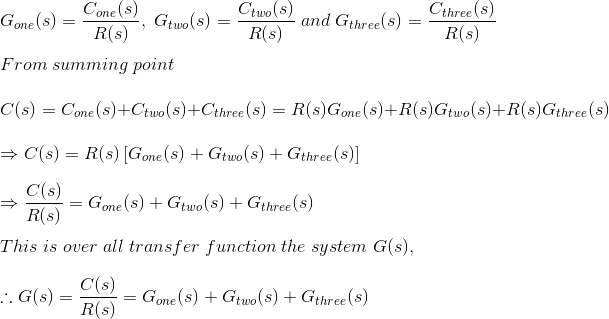 G_{one}(s) = \frac{C_{one}(s)}{R(s)}, G_{two}(s) = \frac{C_{two}(s)}{R(s)} and G_{three}(s) = \frac{C_{three}(s)}{R(s)}
From summing point
C(s) = C_{one}(s)+C_{two}(s)+C_{three}(s) = R(s)G_{one}(s)+R(s)G_{two}(s)+R(s)G_{three}(s)
⇒ C(s) = R(s) [G_{one}(s) + G_{two}(s) + G_{three}(s)]
⇒ \frac{C(s)}{R(s)} = G_{one}(s) + G_{two}(s) + G_{three}(s)
This is over all transfer function the system G(s),
∴ G(s) = \frac{C(s)}{R(s)} = G_{one}(s) + G_{two}(s) + G_{three}(s)